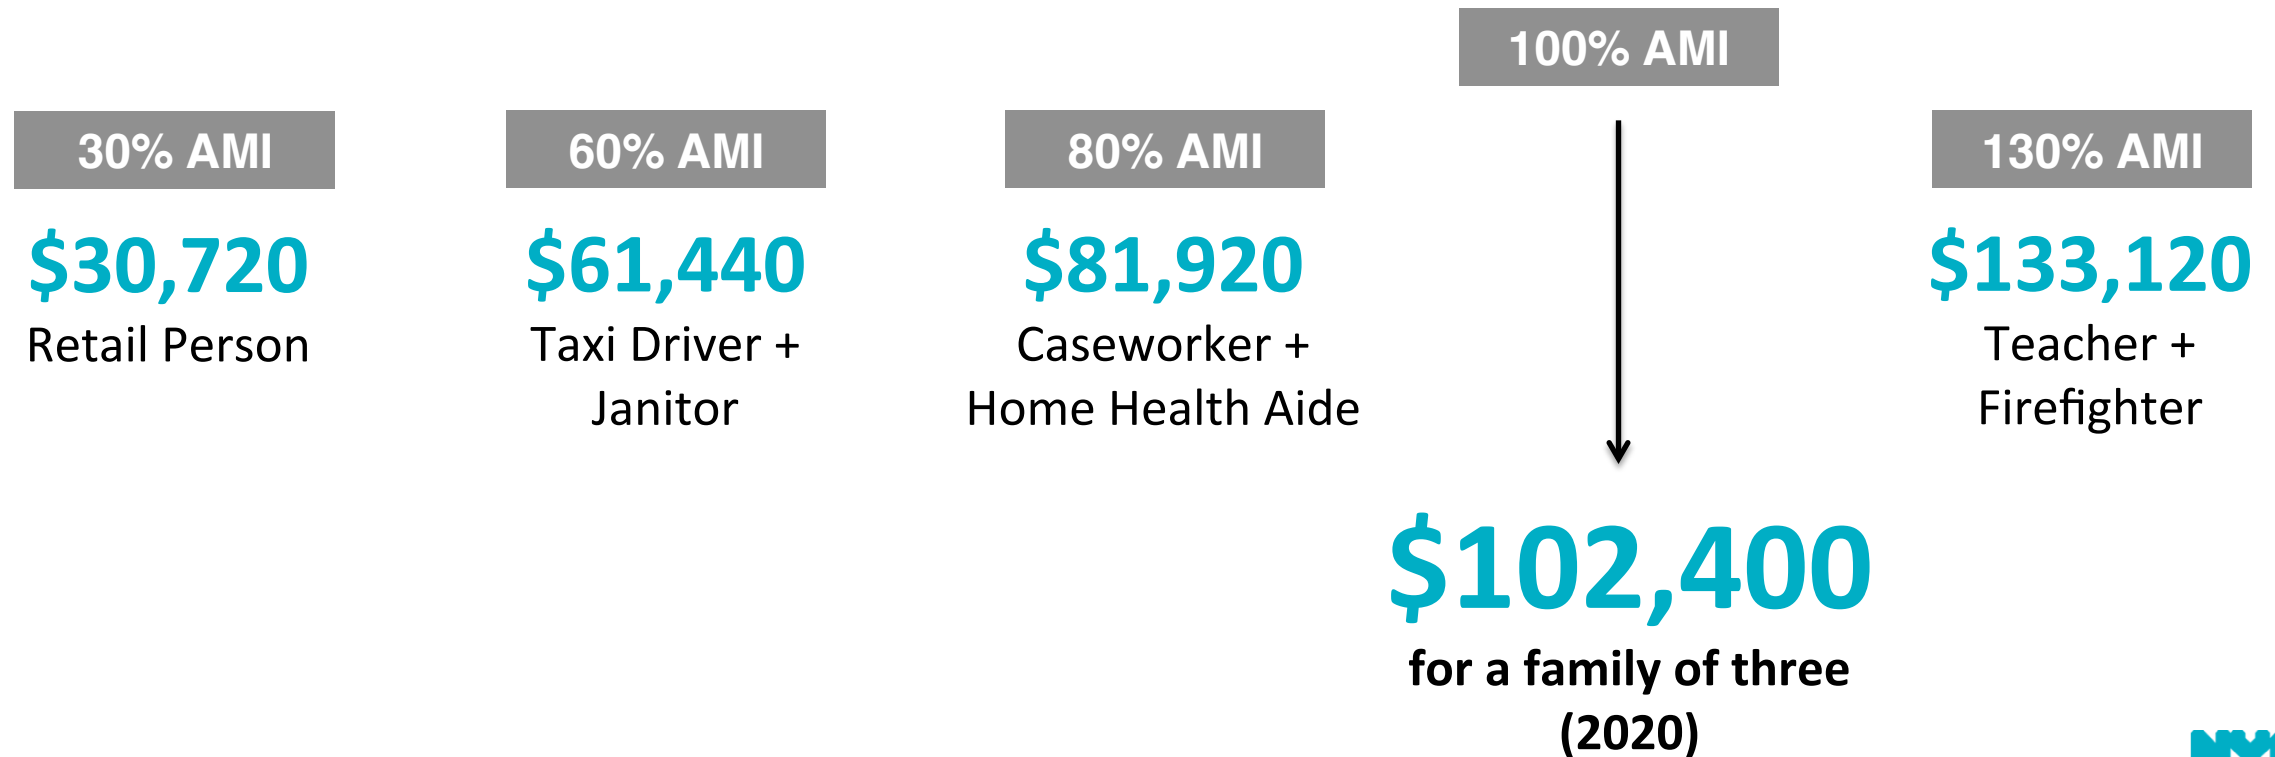 100% AMI
30% AMI
60% AMI
80% AMI
130% AMI
$30,720
Retail Person
$61,440
Taxi Driver +
Janitor
$81,920
Caseworker +
Home Health Aide
$133,120
Teacher +
Firefighter
$102,400
for a family of three
(2020)